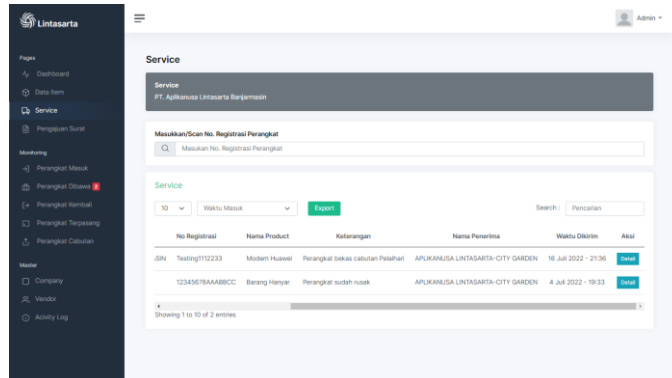 Lintasarta
Admin
Pages
Dashboard
Data Item
Service
Pengajuan Surat
Monitoring
Perangkat Masuk
Perangkat Dibawa 2
Perangkat Kembali
Perangkat Terpasang
Perangkat Cabutan
Master
Company
Vendor
Activity Log
Service
Service
PT. Aplikanusa Lintasarta Banjarmasin
Masukkan/Scan No. Registrasi Perangkat
Masukan No. Registrasi Perangkat
Service
10 Waktu Masuk Export Search : Pencarian
No Registrasi Nama Product Keterangan Nama Penerima Waktu Dikirim Aksi
SIN Testing1112233 Modem Huawei Perangkat bekas cabutan Pelaihari APLIKANUSA LINTASARTA-CITY GARDEN 16 Juli 2022 - 21:36 Detail
12345678AAABBCC Barang Hanyar Perangkat sudah rusak APLIKANUSA LINTASARTA-CITY GARDEN 4 Juli 2022 - 19:33 Detail
Showing 1 to 10 of 2 entries